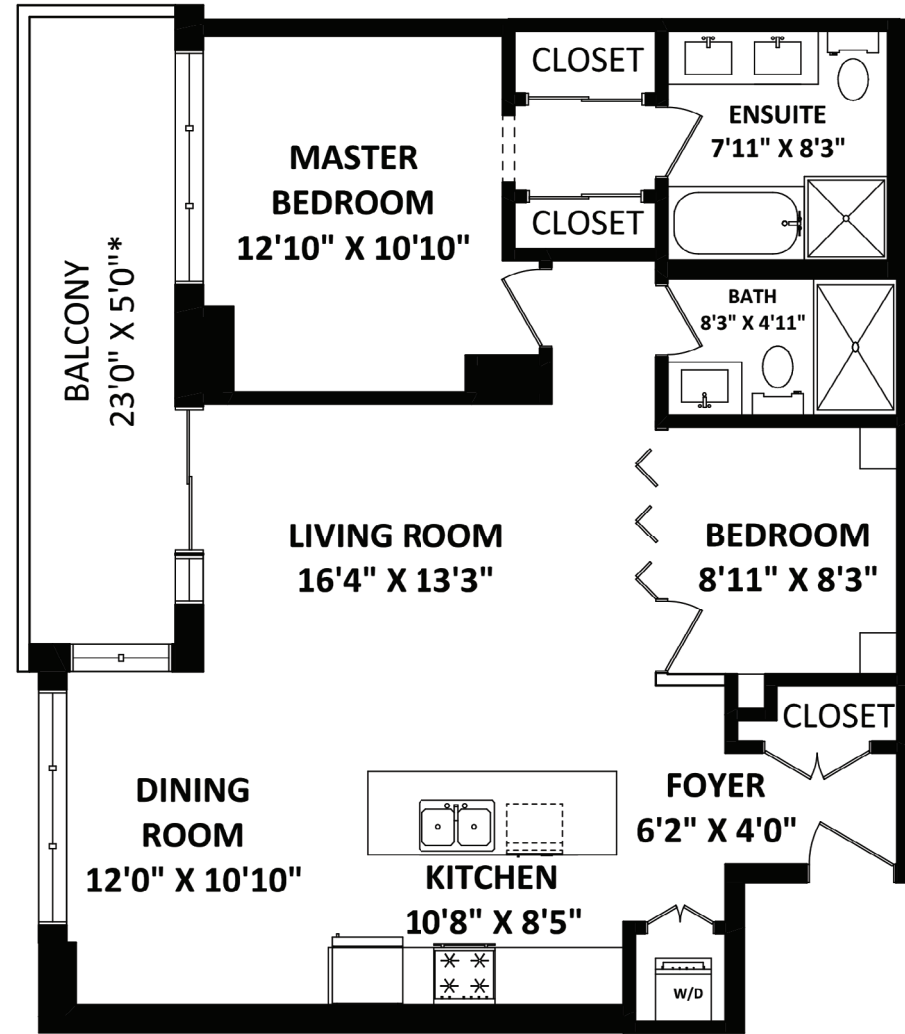 CLOSET
ENSUITE
7'11" X 8'3"
MASTER
BEDROOM
12'10" X 10'10"
CLOSET
BALCONY
23'0" X 5'0"*
BATH
8'3" X 4'11"
LIVING ROOM
16'4" X 13'3"
BEDROOM
8'11" X 8'3"
CLOSET
DINING
ROOM
12'0" X 10'10"
FOYER
6'2" X 4'0"
KITCHEN
10'8" X 8'5"
W/D